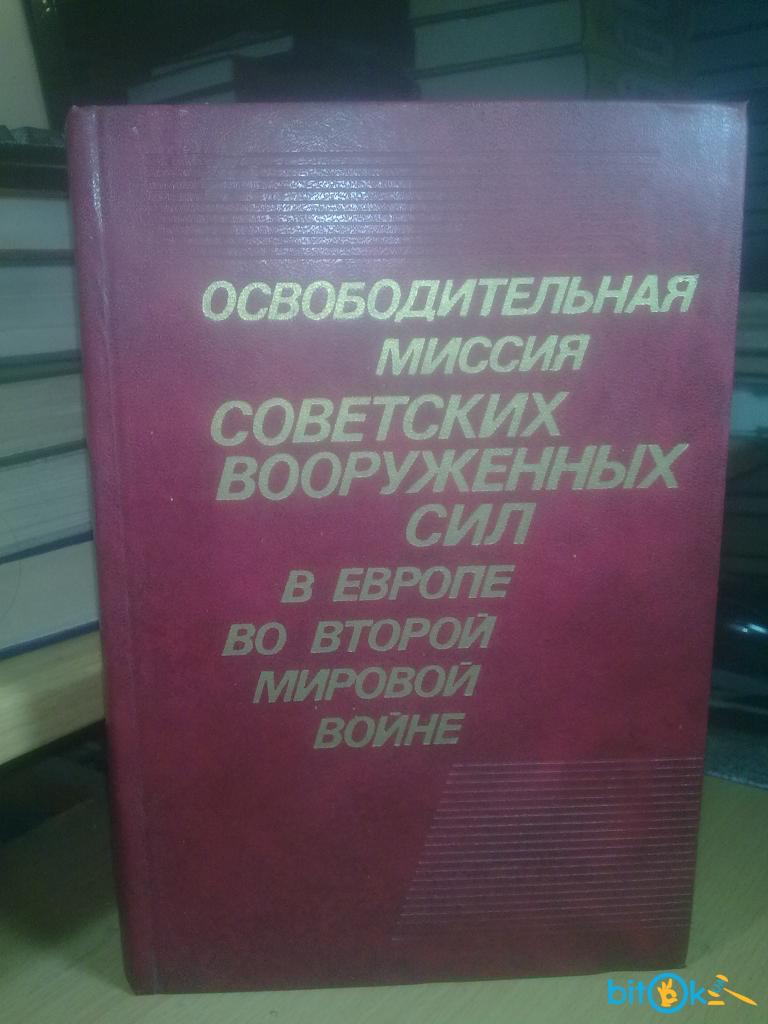 ОСВОБОДИТЕЛЬНАЯ
МИССИЯ
СОВЕТСКИХ
ВООРУЖЕННЫХ
СИЛ
В ЕВРОПЕ
ВО ВТОРОЙ
МИРОВОЙ
ВОЙНЕ
bitOk